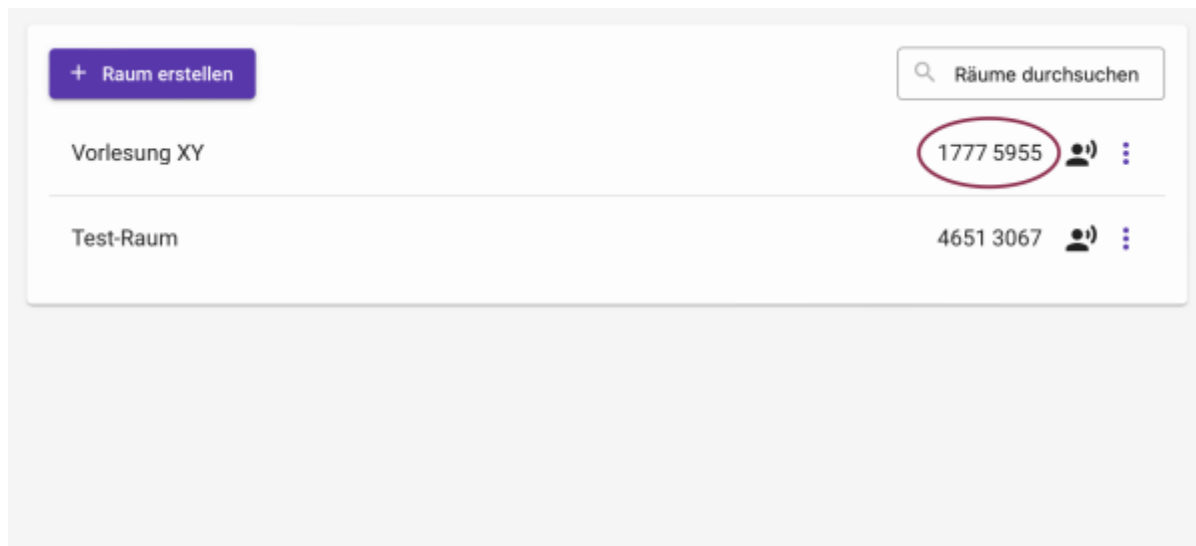 + Raum erstellen
Räume durchsuchen
Vorlesung XY 1777 5955
Test-Raum 4651 3067